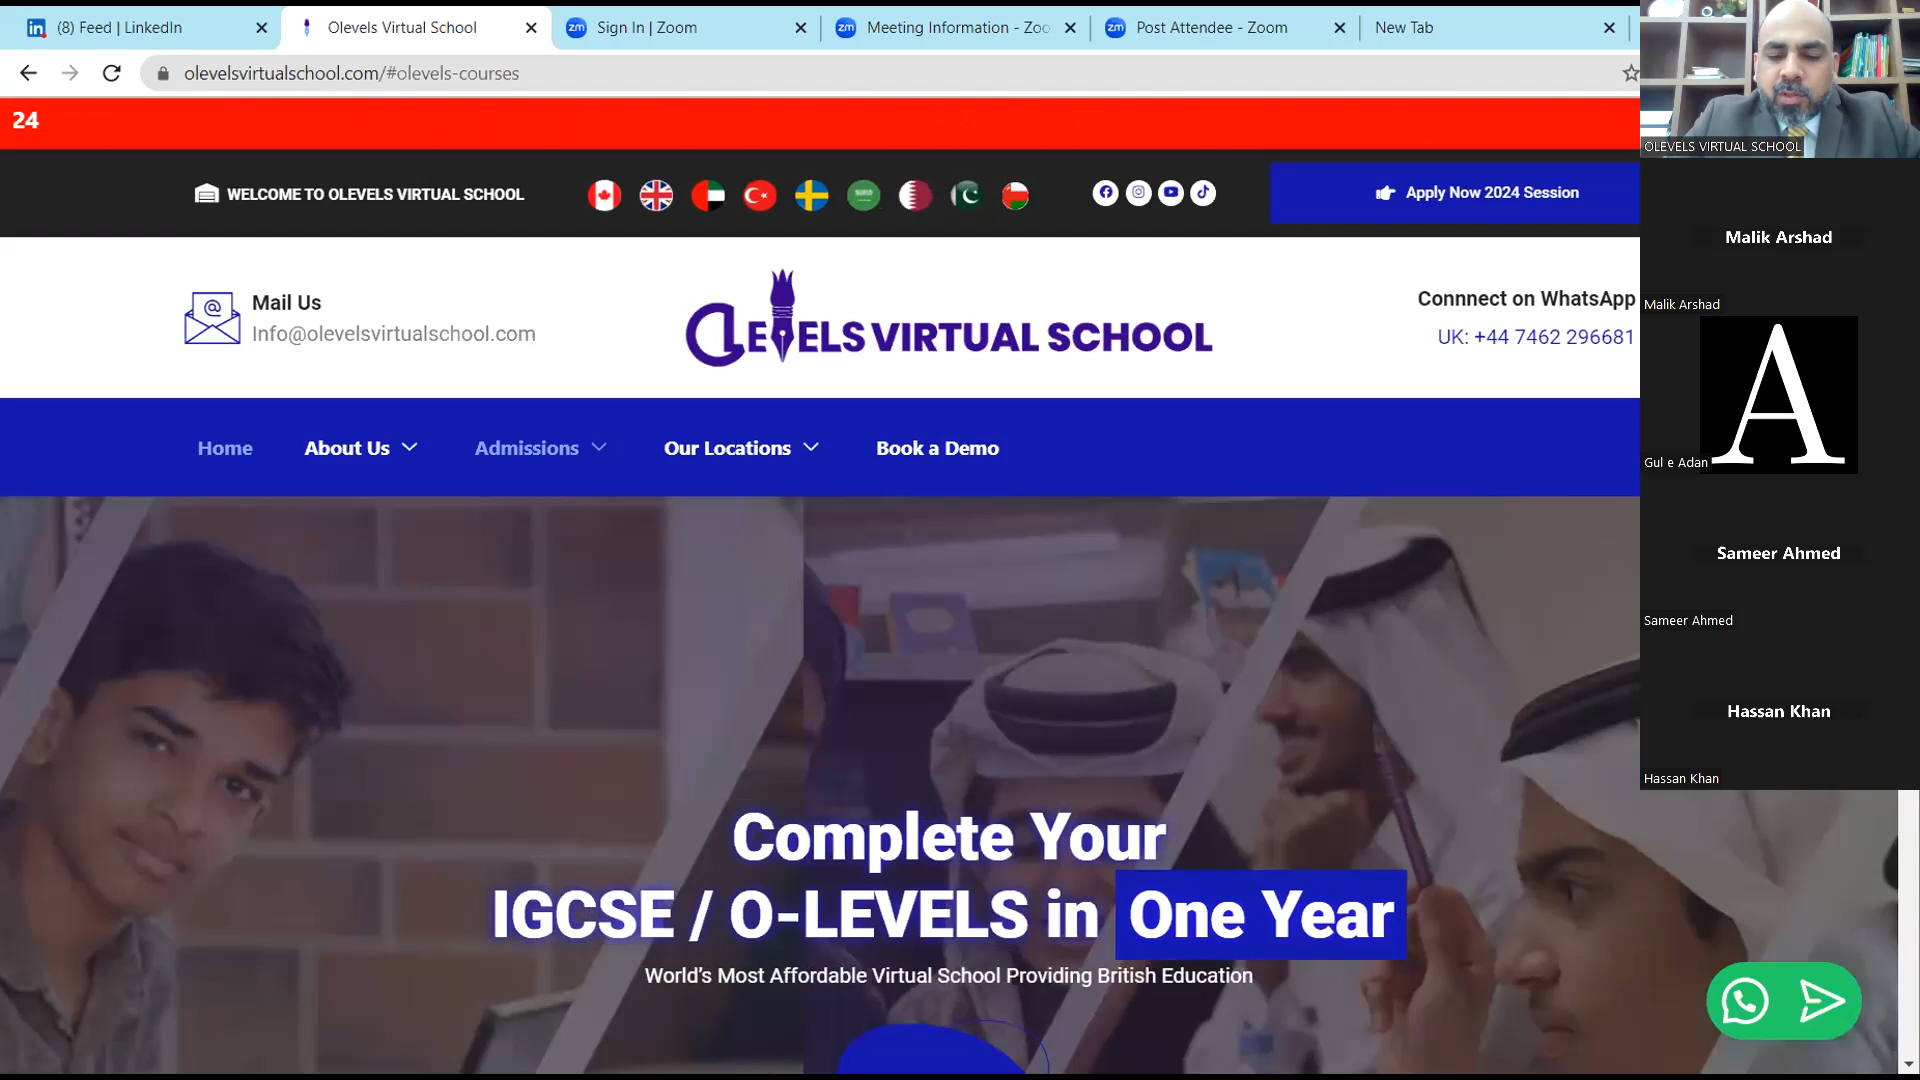 (8) Feed | LinkedIn
Olevels Virtual School
zm
Sign In | Zoom
zm
Meeting Information - Zoo
zm
Post Attendee - Zoom
New Tab
olevelsvirtualschool.com/#olevels-courses
24
WELCOME TO OLEVELS VIRTUAL SCHOOL
Apply Now 2024 Session
Mail Us
Info@olevelsvirtualschool.com
OLEVELS VIRTUAL SCHOOL
Connnect on WhatsApp
UK: +44 7462 296681
Home
About Us
Admissions
Our Locations
Book a Demo
Complete Your
IGCSE / O-LEVELS in One Year
World's Most Affordable Virtual School Providing British Education
OLEVELS VIRTUAL SCHOOL
Malik Arshad
Malik Arshad
A
Gul e Adan
Sameer Ahmed
Sameer Ahmed
Hassan Khan
Hassan Khan